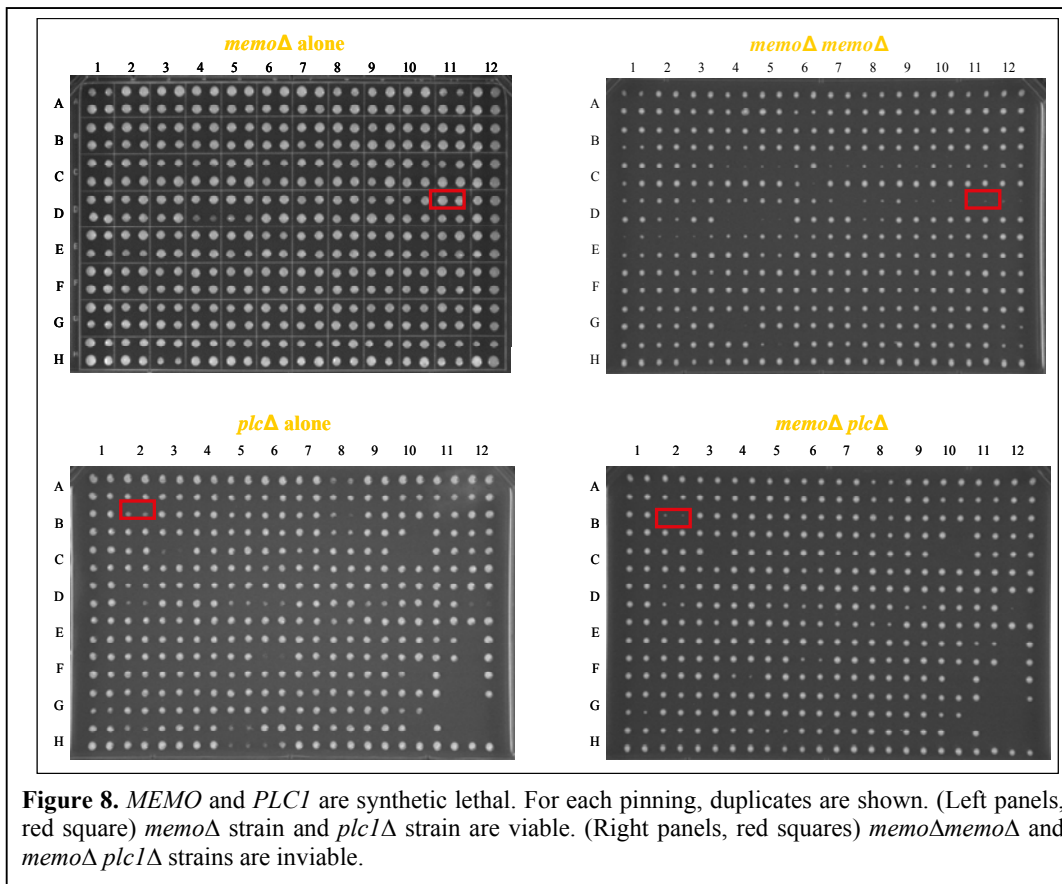 memoΔ alone
1 2 3 4 5 6 7 8 9 10 11 12
A
B
C
D
E
F
G
H
memoΔ memoΔ
1 2 3 4 5 6 7 8 9 10 11 12
A
B
C
D
E
F
G
H
plcΔ alone
1 2 3 4 5 6 7 8 9 10 11 12
A
B
C
D
E
F
G
H
memoΔ plcΔ
1 2 3 4 5 6 7 8 9 10 11 12
A
B
C
D
E
F
G
H
Figure 8. MEMO and PLC1 are synthetic lethal. For each pinning, duplicates are shown. (Left panels,
red square) memoΔ strain and plc1Δ strain are viable. (Right panels, red squares) memoΔmemoΔ and
memoΔ plc1Δ strains are inviable.